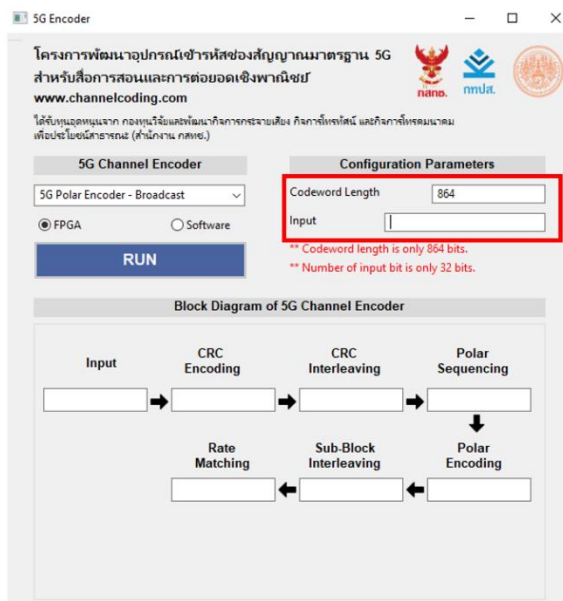 5G Encoder
โครงการพัฒนาอุปกรณ์เข้ารหัสช่องสัญญาณมาตรฐาน 5G
สำหรับสื่อการสอนและการต่อยอดเชิงพาณิชย์
www.channelcoding.com
ได้รับทุนอุดหนุนจาก กองทุนวิจัยและพัฒนากิจการกระจายเสียง กิจการโทรทัศน์ และกิจการโทรคมนาคม
เพื่อประโยชน์สาธารณะ (สำนักงาน กสทช.)
กสทช.
กทปส.
5G Channel Encoder
Configuration Parameters
5G Polar Encoder - Broadcast
Codeword Length 864
FPGA Software
Input
RUN
** Codeword length is only 864 bits.
** Number of input bit is only 32 bits.
Block Diagram of 5G Channel Encoder
Input
CRC
Encoding
CRC
Interleaving
Polar
Sequencing
Rate
Matching
Sub-Block
Interleaving
Polar
Encoding